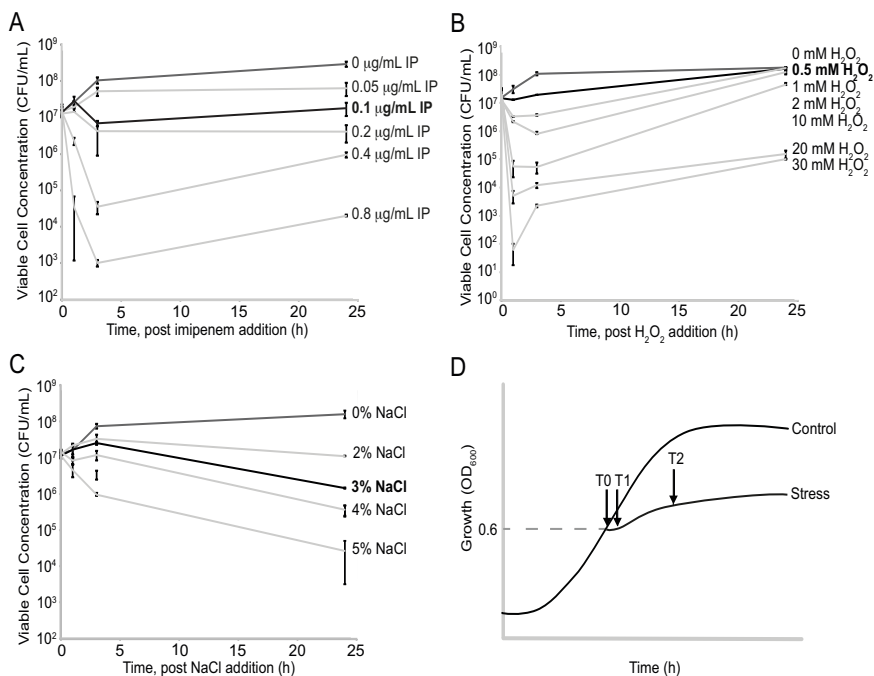 A
Viable Cell Concentration (CFU/mL)
10⁹
10⁸
10⁷
10⁶
10⁵
10⁴
10³
10²
0 5 10 15 20 25
Time, post imipenem addition (h)
0 μg/mL IP
0.05 μg/mL IP
0.1 μg/mL IP
0.2 μg/mL IP
0.4 μg/mL IP
0.8 μg/mL IP
B
Viable Cell Concentration (CFU/mL)
10⁹
10⁸
10⁷
10⁶
10⁵
10⁴
10³
10²
10¹
10⁰
0 5 10 15 20 25
Time, post H₂O₂ addition (h)
0 mM H₂O₂
0.5 mM H₂O₂
1 mM H₂O₂
2 mM H₂O₂
10 mM H₂O₂
20 mM H₂O₂
30 mM H₂O₂
C
Viable Cell Concentration (CFU/mL)
10⁹
10⁸
10⁷
10⁶
10⁵
10⁴
10³
10²
0 5 10 15 20 25
Time, post NaCl addition (h)
0% NaCl
2% NaCl
3% NaCl
4% NaCl
5% NaCl
D
Growth (OD₆₀₀)
0.6
T0 T1
T2
Control
Stress
Time (h)